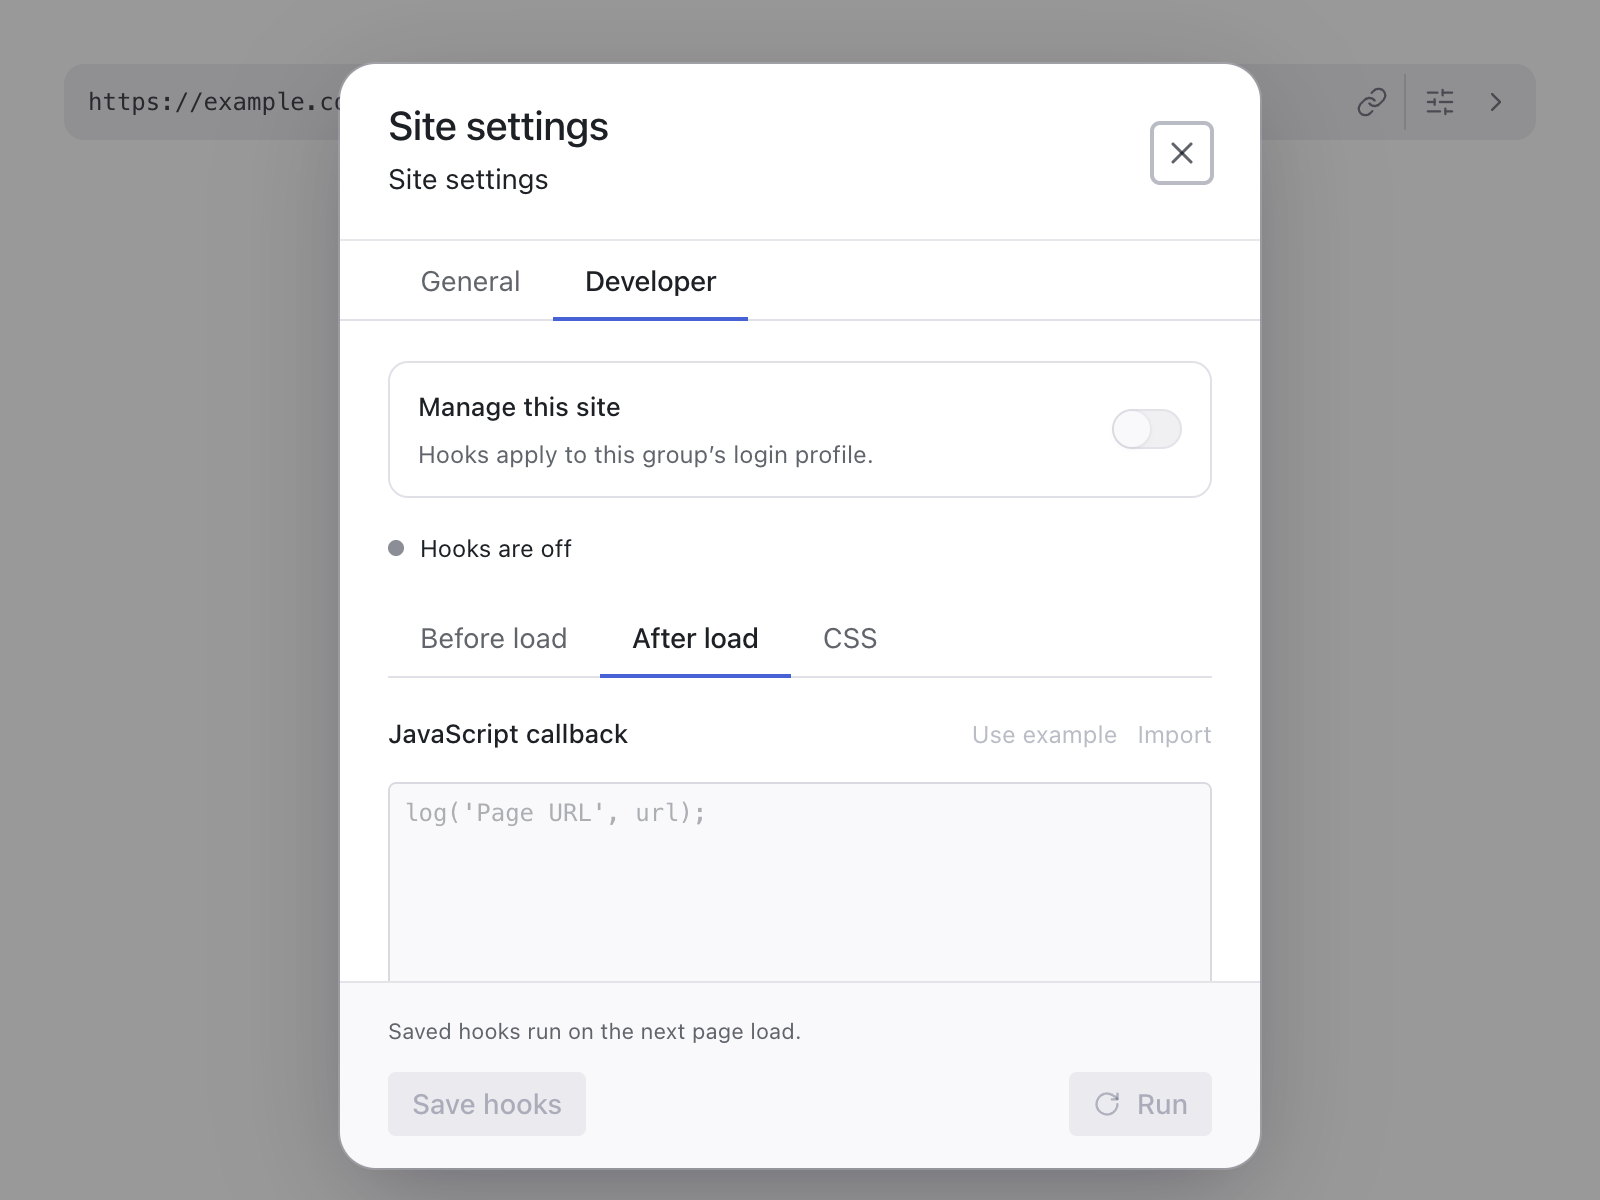 https://example.co
Site settings
Site settings
General Developer
Manage this site
Hooks apply to this group’s login profile.
Hooks are off
Before load After load CSS
JavaScript callback Use example Import
log('Page URL', url);
Saved hooks run on the next page load.
Save hooks Run